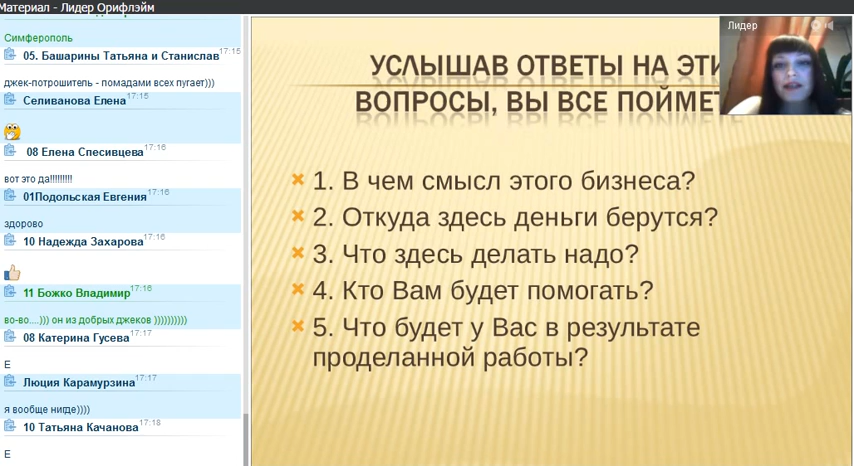 Материал - Лидер Орифлэйм
Симферополь
05. Башарины Татьяна и Станислав 17:15
джек-потрошитель - помадами всех пугает)))
Селиванова Елена 17:15
08 Елена Спесивцева 17:16
вот это да!!!!!!!!!
01Подольская Евгения 17:16
здорово
10 Надежда Захарова 17:16
11 Божко Владимир 17:16
во-во....))) он из добрых джеков ))))))))))
08 Катерина Гусева 17:17
Е
Люция Карамурзина 17:17
я вообще нигде))))
10 Татьяна Качанова 17:18
Е
УСЛЫШАВ ОТВЕТЫ НА ЭТИ
ВОПРОСЫ, ВЫ ВСЕ ПОЙМЕТ
1. В чем смысл этого бизнеса?
2. Откуда здесь деньги берутся?
3. Что здесь делать надо?
4. Кто Вам будет помогать?
5. Что будет у Вас в результате
проделанной работы?
Лидер